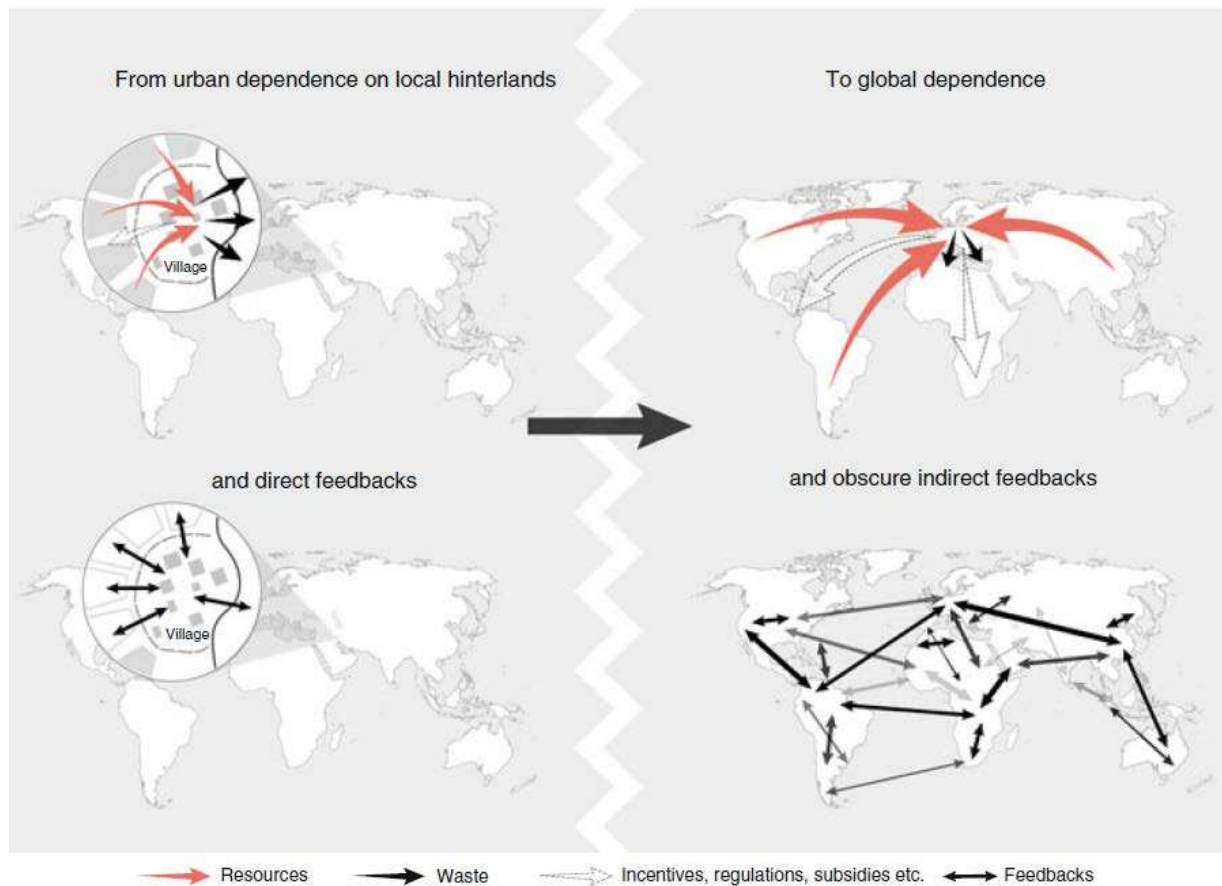 From urban dependence on local hinterlands
To global dependence
Village
and direct feedbacks
and obscure indirect feedbacks
Village
Resources
Waste
Incentives, regulations, subsidies etc.
Feedbacks